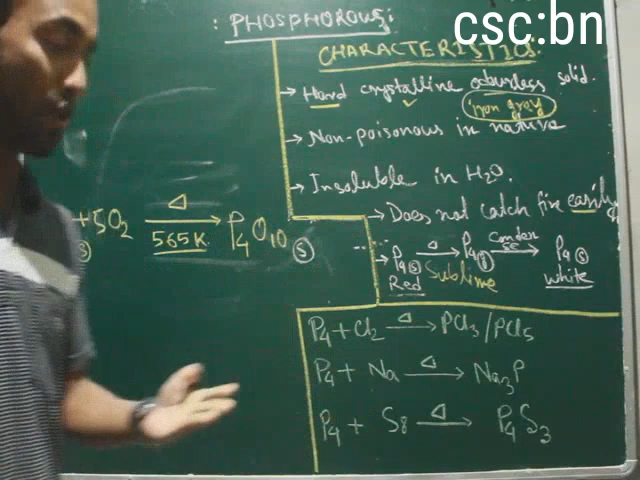 : PHOSPHOROUS:
csc:bn
CHARACTERISTICS:
→ Hard crystalline odourless solid.
iron grey
→ Non-poisonous in nature
→ Insoluble in H₂O.
→ Does not catch fire easily
+5O₂ —Δ→ P₄O₁₀ (s)
565K
→ P₄(s) —Δ→ P₄(g) —Condense→ P₄(s)
Red Sublime White
P₄ + Cl₂ —Δ→ PCl₃/PCl₅
P₄ + Na —Δ→ Na₃P
P₄ + S₈ —Δ→ P₄S₃